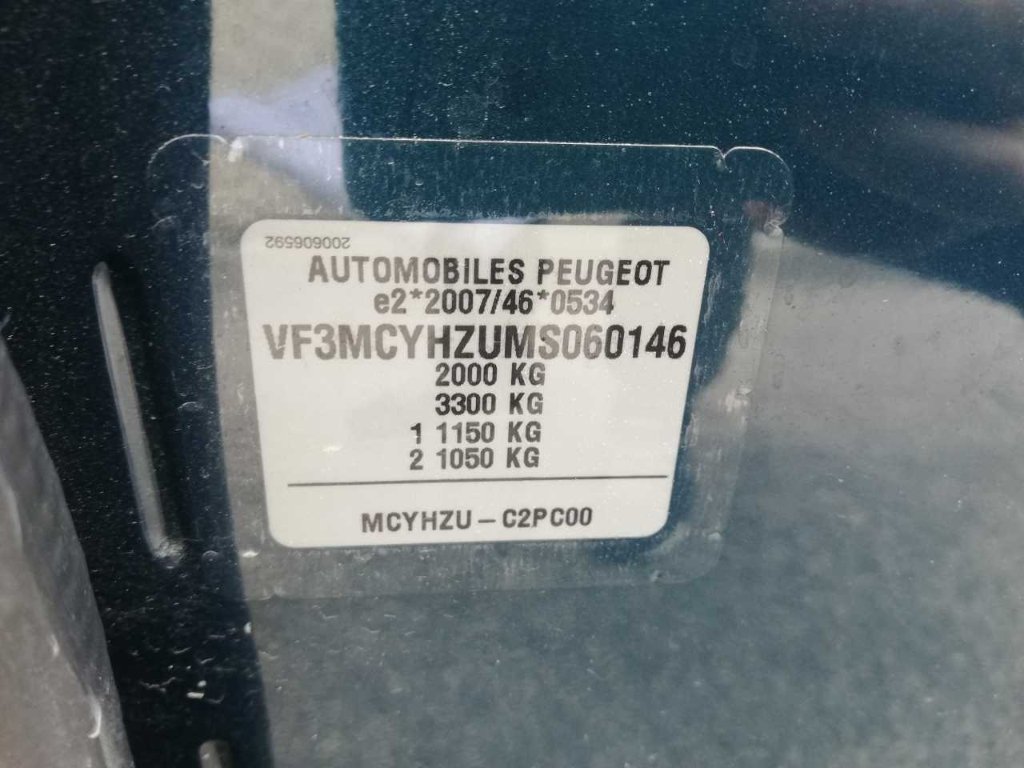 200606592
AUTOMOBILES PEUGEOT
e2*2007/46*0534
VF3MCYHZUMS060146
2000 KG
3300 KG
1 1150 KG
2 1050 KG
MCYHZU – C2PC00